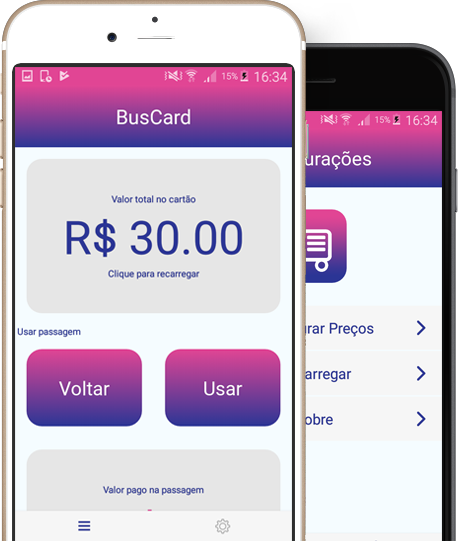 15% 16:34
BusCard
Valor total no cartão
R$ 30.00
Clique para recarregar
Usar passagem
Voltar
Usar
Valor pago na passagem
15% 16:34
urações
rar Preços
arregar
obre